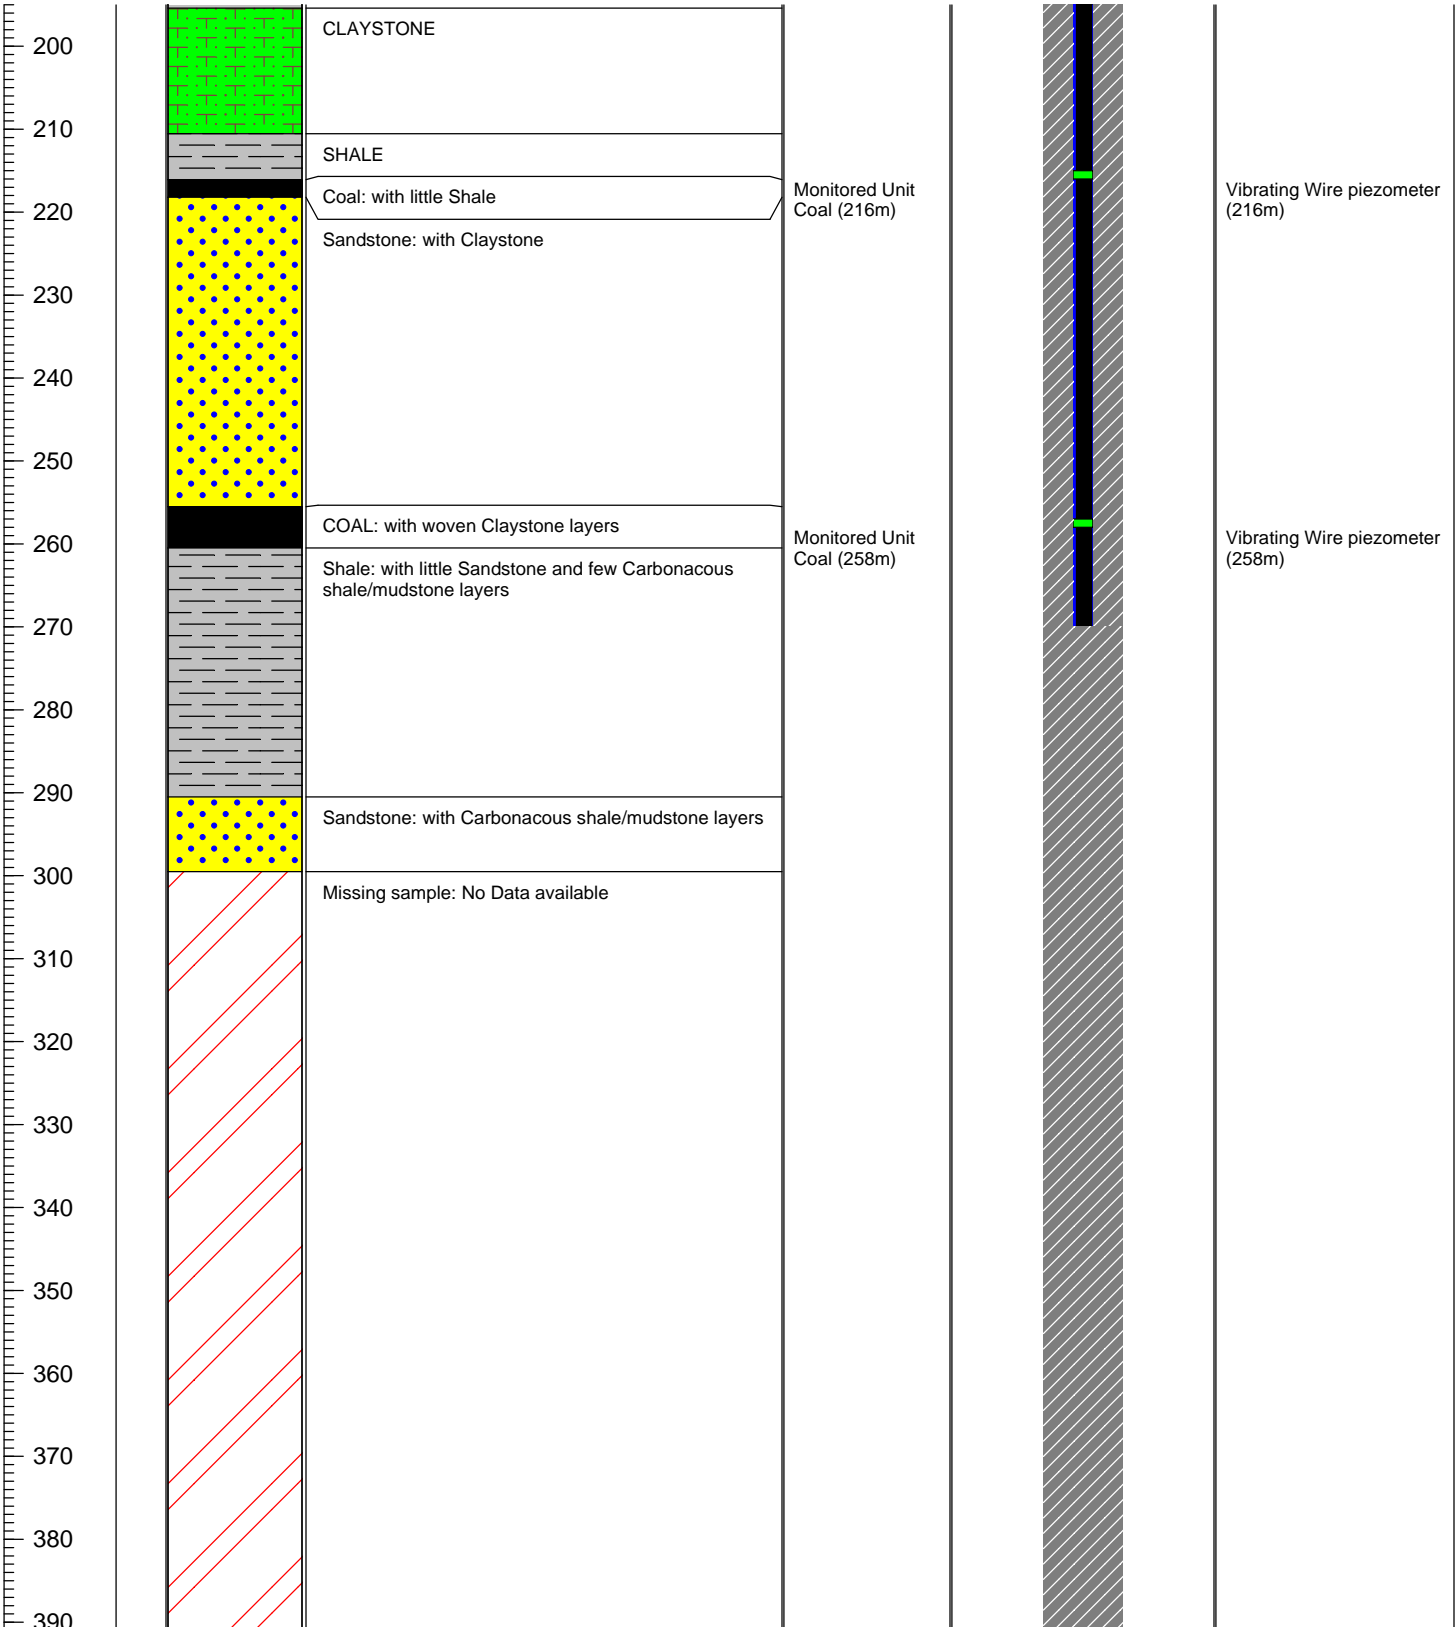 200
CLAYSTONE
210
SHALE
Coal: with little Shale
Monitored Unit
Coal (216m)
Vibrating Wire piezometer
(216m)
220
Sandstone: with Claystone
230
240
250
COAL: with woven Claystone layers
Monitored Unit
Coal (258m)
Vibrating Wire piezometer
(258m)
260
Shale: with little Sandstone and few Carbonacous
shale/mudstone layers
270
280
290
Sandstone: with Carbonacous shale/mudstone layers
300
Missing sample: No Data available
310
320
330
340
350
360
370
380
390